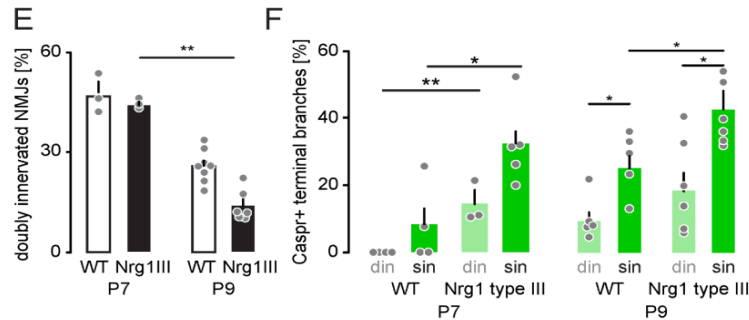 E
doubly innervated NMJs [%]
60
30
0
**
WT Nrg1III WT Nrg1III
P7 P9
F
Caspr+ terminal branches [%]
60
40
20
0
**
*
*
*
*
din sin din sin din sin din sin
WT Nrg1 type III WT Nrg1 type III
P7 P9